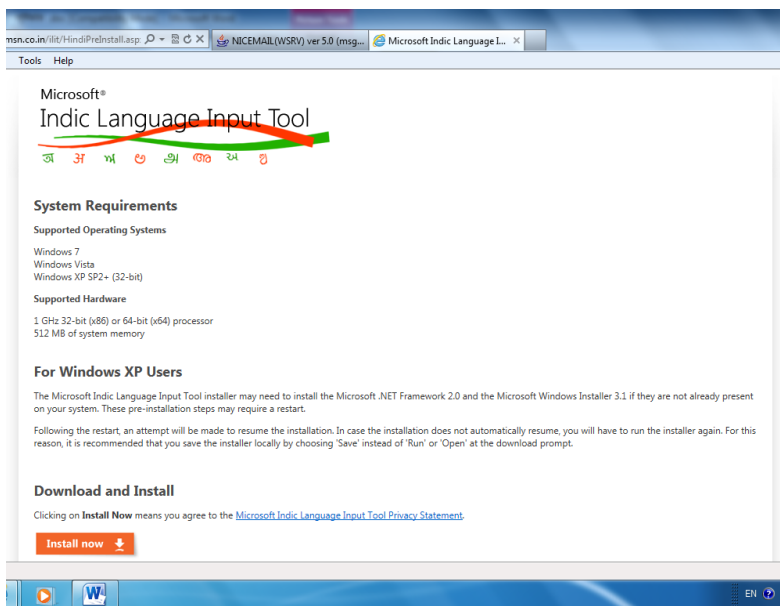 msn.co.in/ilit/HindiPreInstall.asp
NICEMAIL(WSRV) ver 5.0 (msg...
Microsoft Indic Language I...
Tools Help
Microsoft®
Indic Language Input Tool
অ अ ਅ అ அ അ અ ಅ
System Requirements
Supported Operating Systems
Windows 7
Windows Vista
Windows XP SP2+ (32-bit)
Supported Hardware
1 GHz 32-bit (x86) or 64-bit (x64) processor
512 MB of system memory
For Windows XP Users
The Microsoft Indic Language Input Tool installer may need to install the Microsoft .NET Framework 2.0 and the Microsoft Windows Installer 3.1 if they are not already present
on your system. These pre-installation steps may require a restart.
Following the restart, an attempt will be made to resume the installation. In case the installation does not automatically resume, you will have to run the installer again. For this
reason, it is recommended that you save the installer locally by choosing 'Save' instead of 'Run' or 'Open' at the download prompt.
Download and Install
Clicking on Install Now means you agree to the Microsoft Indic Language Input Tool Privacy Statement.
Install now
W
EN